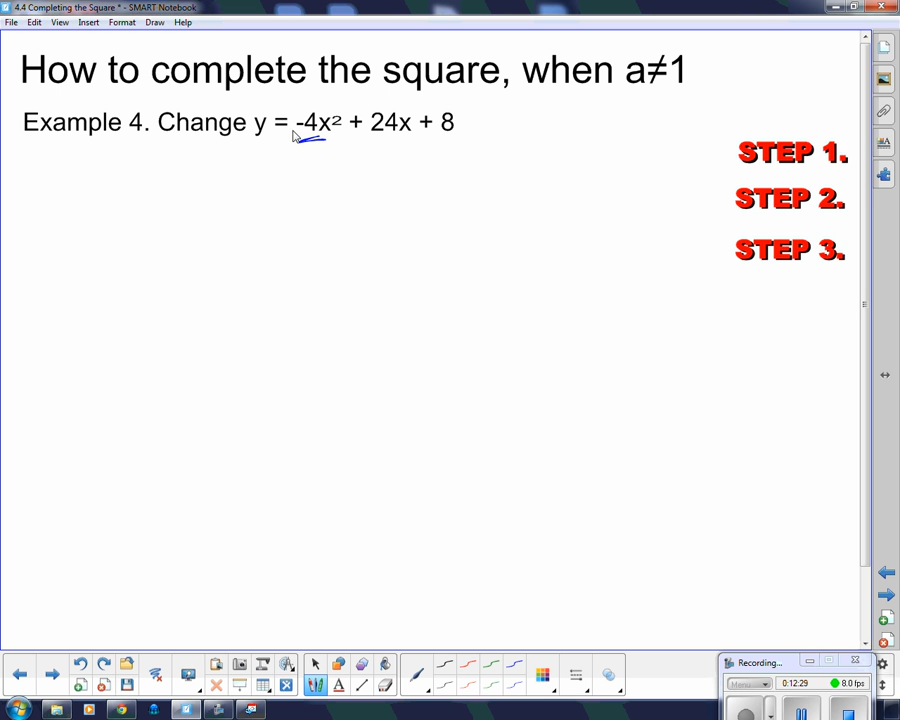 4.4 Completing the Square * - SMART Notebook
File Edit View Insert Format Draw Help
How to complete the square, when a≠1
Example 4. Change y = -4x² + 24x + 8
STEP 1.
STEP 2.
STEP 3.
Recording...
Menu
0:12:29
8.0 fps